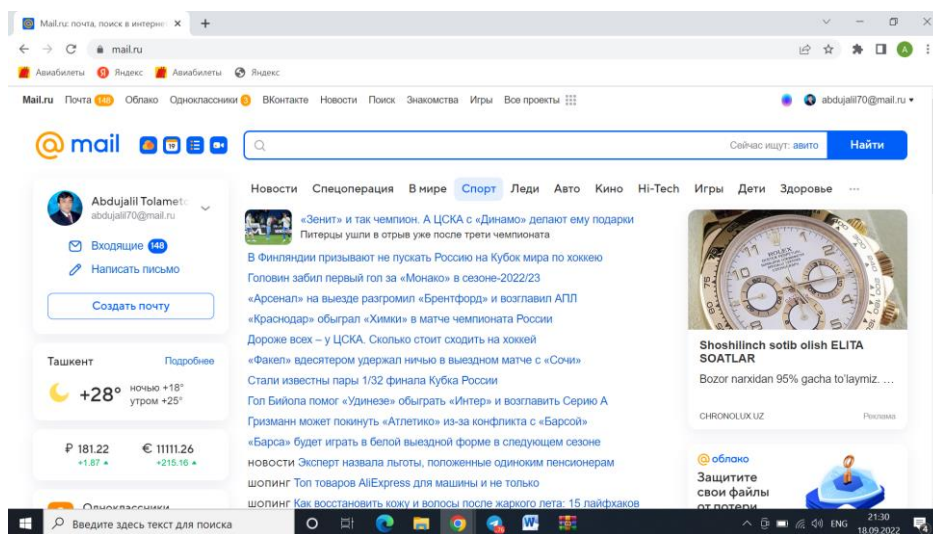 Mail.ru: почта, поиск в интернет
mail.ru
Авиабилеты Яндекс Авиабилеты Яндекс
Mail.ru Почта 148 Облако Одноклассники 3 ВКонтакте Новости Поиск Знакомства Игры Все проекты abdujalil70@mail.ru
mail 19 Сейчас ищут: авито Найти
Новости Спецоперация В мире Спорт Леди Авто Кино Hi-Tech Игры Дети Здоровье ...
Abdujalil Tolamet
abdujalil70@mail.ru
Входящие 148
Написать письмо
Создать почту
Ташкент Подробнее
+28° ночью +18°
утром +25°
₽ 181.22 € 11111.26
+1.87 ▲ +215.16 ▲
Одноклассники
«Зенит» и так чемпион. А ЦСКА с «Динамо» делают ему подарки
Питерцы ушли в отрыв уже после трети чемпионата
В Финляндии призывают не пускать Россию на Кубок мира по хоккею
Головин забил первый гол за «Монако» в сезоне-2022/23
«Арсенал» на выезде разгромил «Брентфорд» и возглавил АПЛ
«Краснодар» обыграл «Химки» в матче чемпионата России
Дороже всех – у ЦСКА. Сколько стоит сходить на хоккей
«Факел» вдесятером удержал ничью в выездном матче с «Сочи»
Стали известны пары 1/32 финала Кубка России
Гол Бийола помог «Удинезе» обыграть «Интер» и возглавить Серию А
Гризманн может покинуть «Атлетико» из-за конфликта с «Барсой»
«Барса» будет играть в белой выездной форме в следующем сезоне
НОВОСТИ Эксперт назвала льготы, положенные одиноким пенсионерам
ШОПИНГ Топ товаров AliExpress для машины и не только
ШОПИНГ Как восстановить кожу и волосы после жаркого лета: 15 лайфхаков
ROLEX
Shoshilinch sotib olish ELITA
SOATLAR
Bozor narxidan 95% gacha to'laymiz. ...
CHRONOLUX.UZ Реклама
облако
Защитите
свои файлы
от потери
Введите здесь текст для поиска
ENG 21:30
18.09.2022